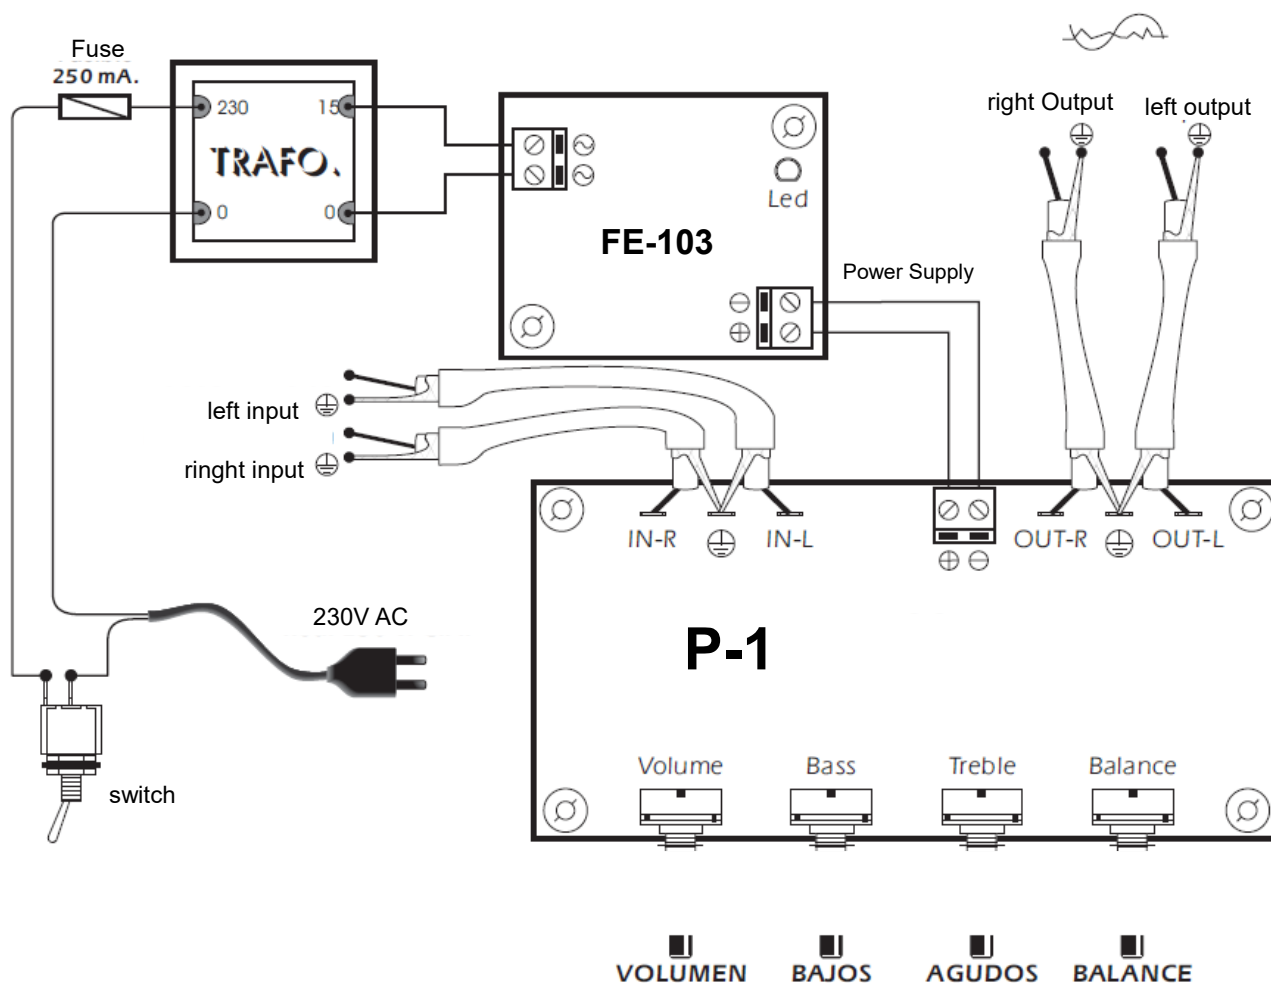 Fuse
250 mA.
230
15
TRAFO.
0
0
FE-103
Led
Power Supply
right Output
left output
left input
ringht input
IN-R
IN-L
OUT-R
OUT-L
230V AC
P-1
switch
Volume
Bass
Treble
Balance
VOLUMEN
BAJOS
AGUDOS
BALANCE